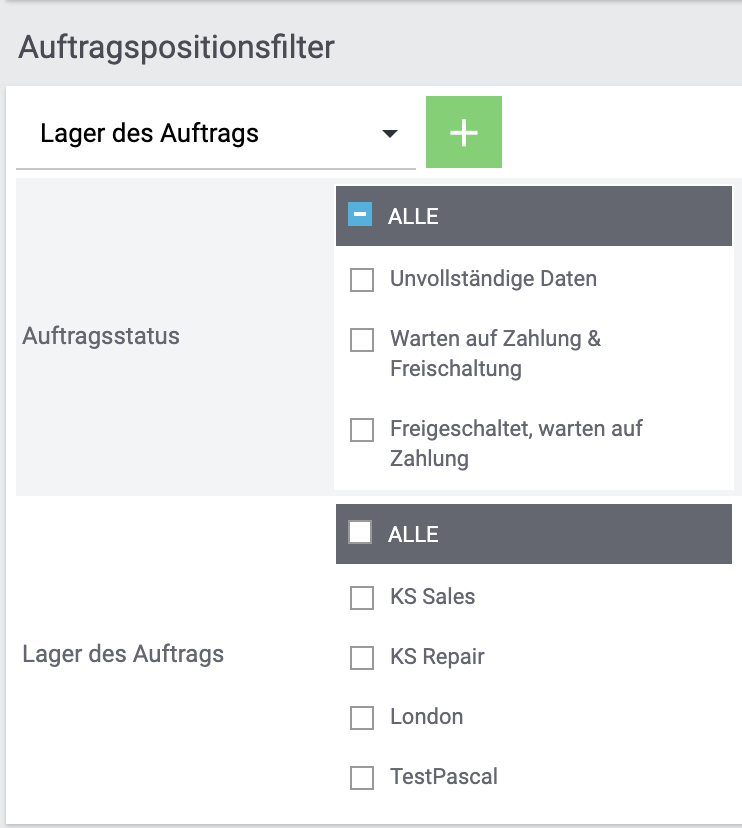 Auftragspositionsfilter
Lager des Auftrags
ALLE
Unvollständige Daten
Auftragsstatus
Warten auf Zahlung &
Freischaltung
Freigeschaltet, warten auf
Zahlung
ALLE
KS Sales
Lager des Auftrags
KS Repair
London
TestPascal